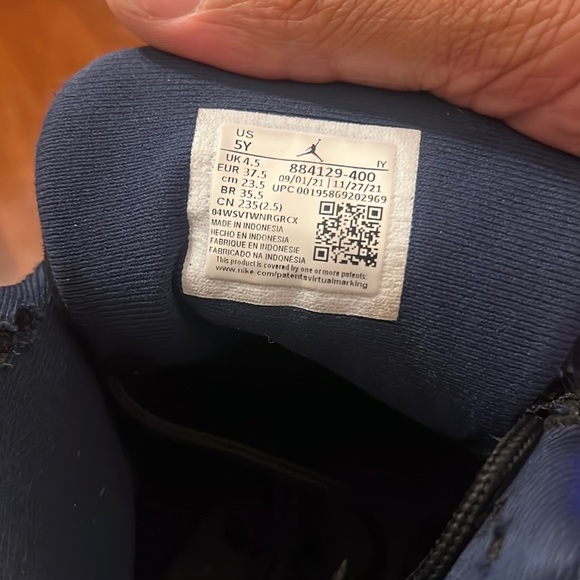 US
5Y
IY
UK 4.5
884129-400
EUR 37.5
09/01/21 | 11/27/21
cm 23.5
UPC 00195869202969
BR 35.5
CN 235(2.5)
04WSVTWNRGRCX
MADE IN INDONESIA
HECHO EN INDONESIA
FABRIQUE EN INDONESIE
FABRICADO NA INDONÉSIA
This product is covered by one or more patents:
www.nike.com/patentsvirtualmarking